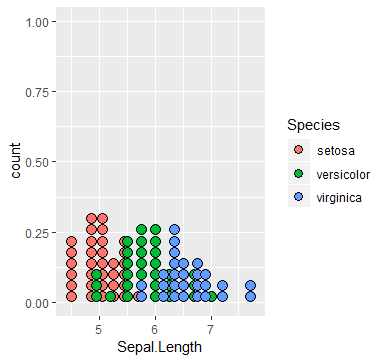 1.00
0.75
0.50
0.25
0.00
count
5
6
7
Sepal.Length
Species
setosa
versicolor
virginica